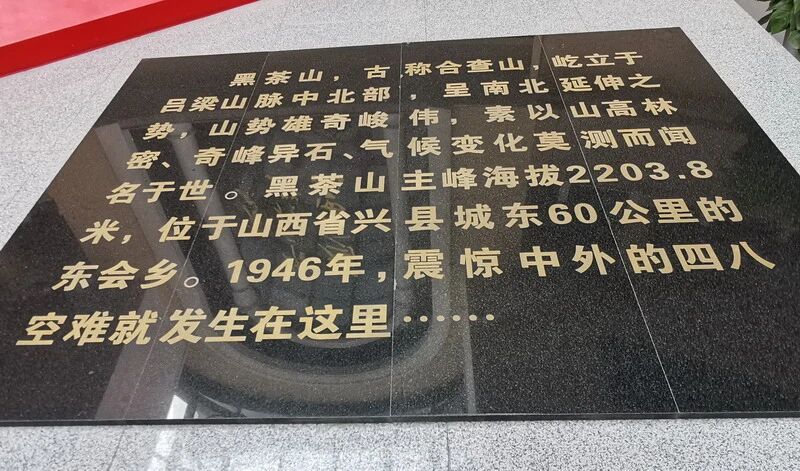 黑茶山，古称合查山，屹立于
吕梁山脉中北部，呈南北延伸之
势，山势雄奇峻伟，素以山高林
密、奇峰异石、气候变化莫测而闻
名于世。黑茶山主峰海拔2203.8
米，位于山西省兴县城东60公里的
东会乡。1946年，震惊中外的四八
空难就发生在这里……